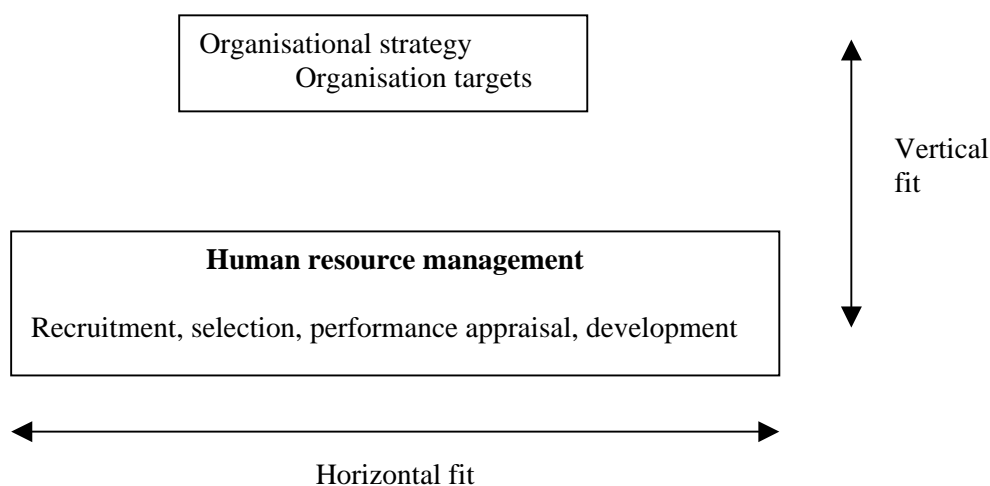 Organisational strategy
Organisation targets
Vertical
fit
Human resource management
Recruitment, selection, performance appraisal, development
Horizontal fit